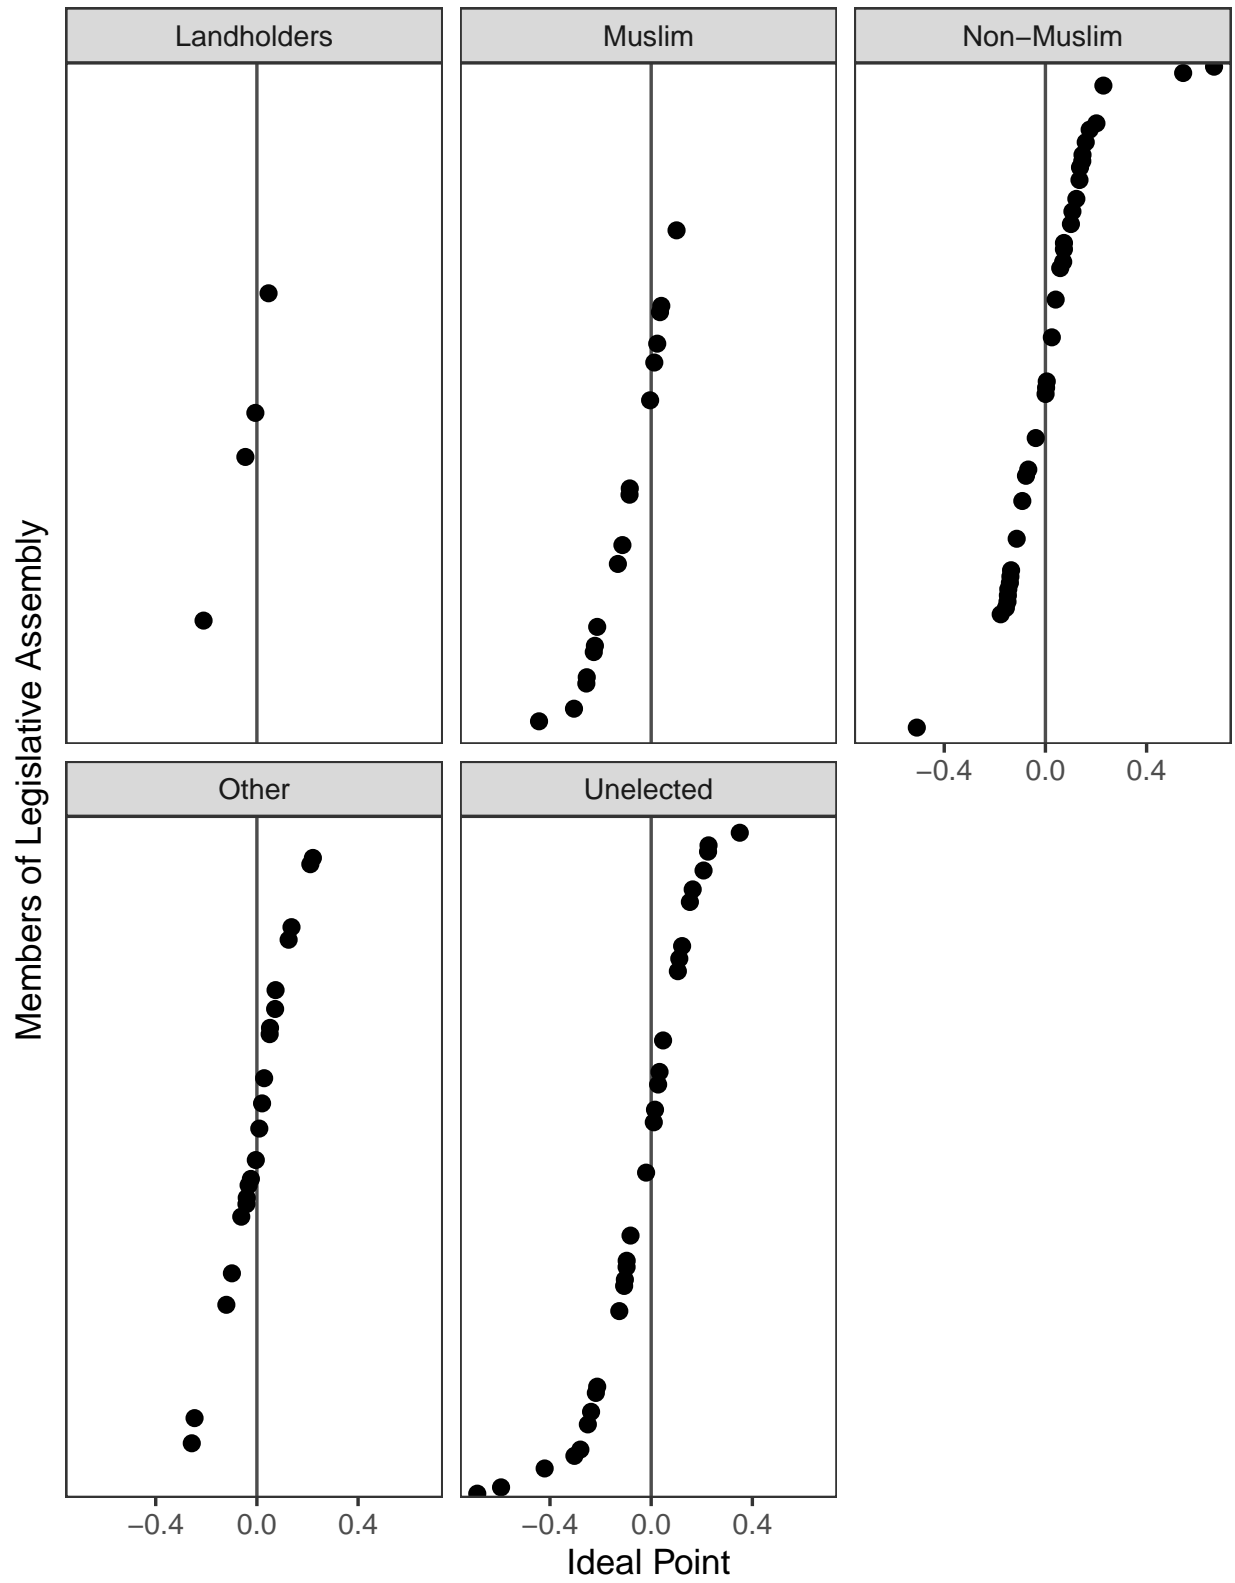 Landholders
Muslim
Non−Muslim
−0.4 0.0 0.4
Other
Unelected
−0.4 0.0 0.4
−0.4 0.0 0.4
Ideal Point
Members of Legislative Assembly